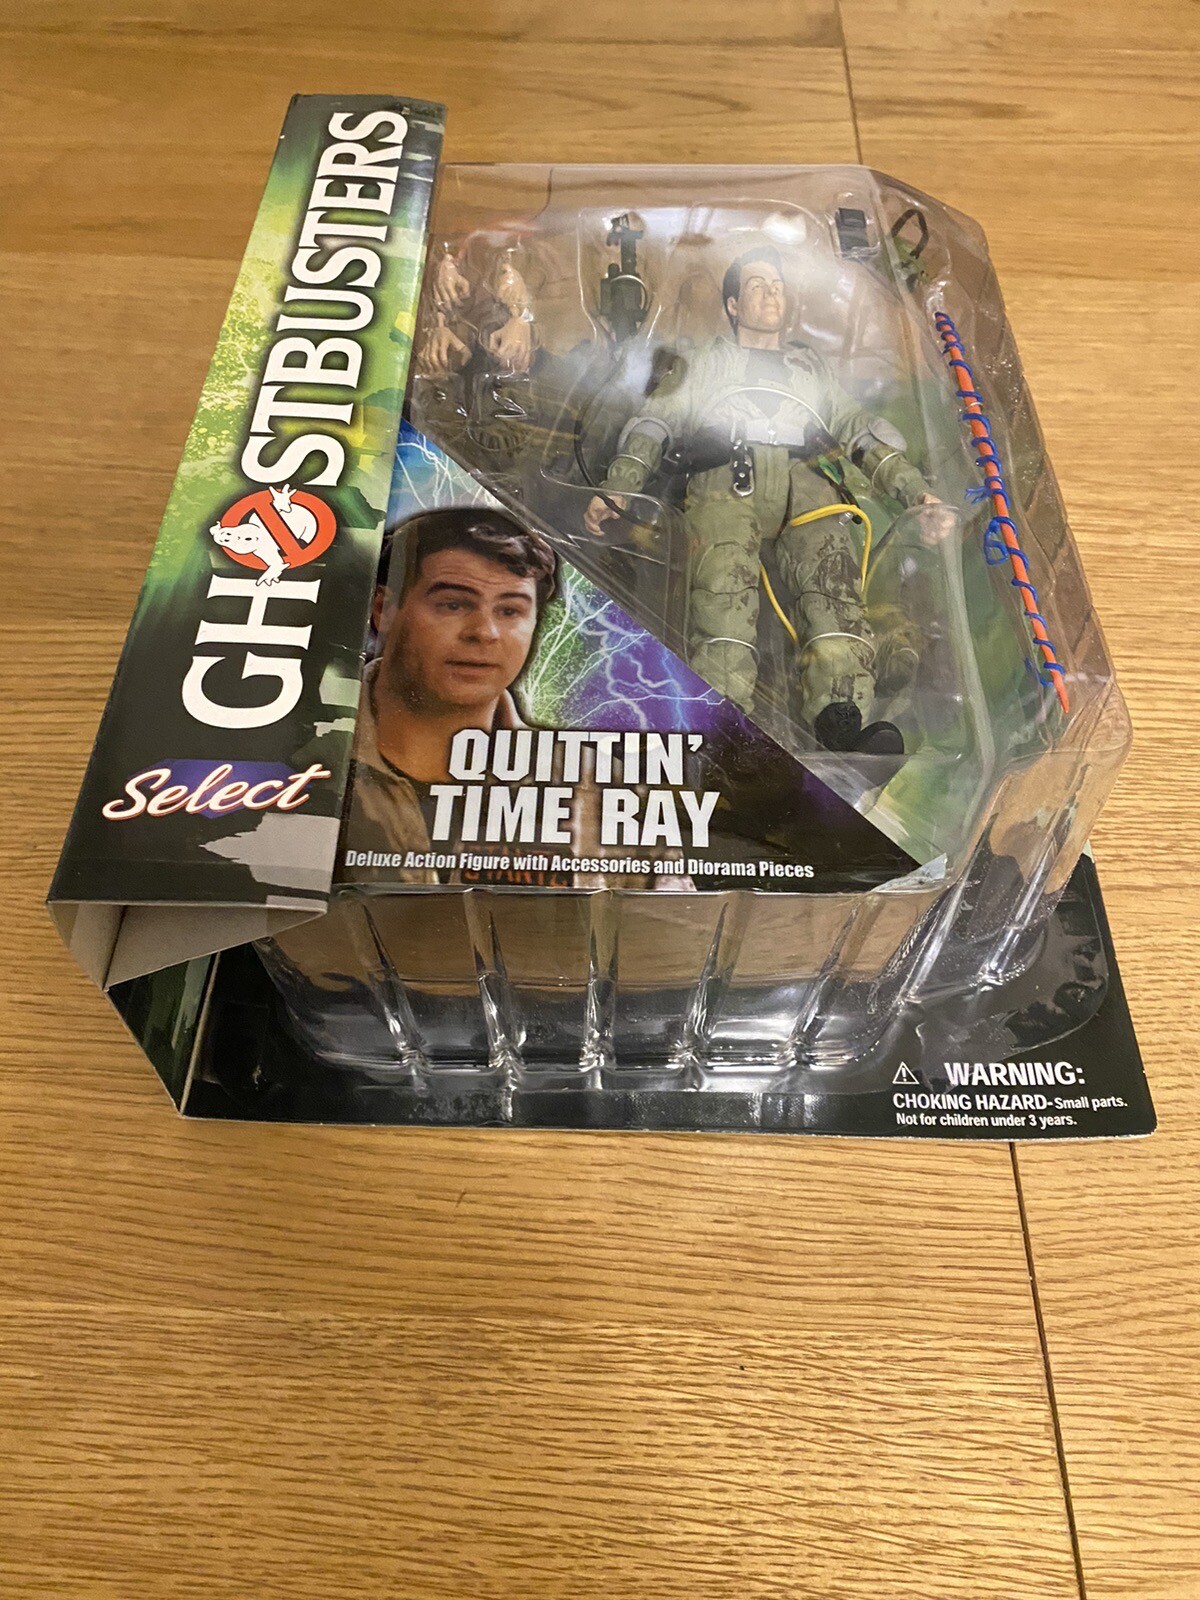 GHOSTBUSTERS
Select
QUITTIN'
TIME RAY
Deluxe Action Figure with Accessories and Diorama Pieces
WARNING:
CHOKING HAZARD-Small parts.
Not for children under 3 years.